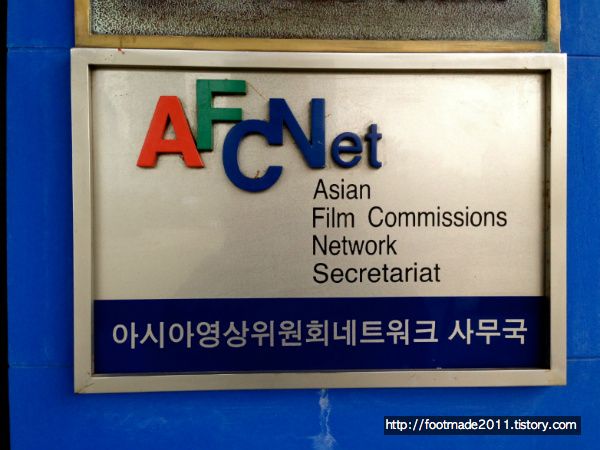 AFCNet
Asian
Film Commissions
Network
Secretariat
아시아영상위원회네트워크 사무국
http://footmade2011.tistory.com